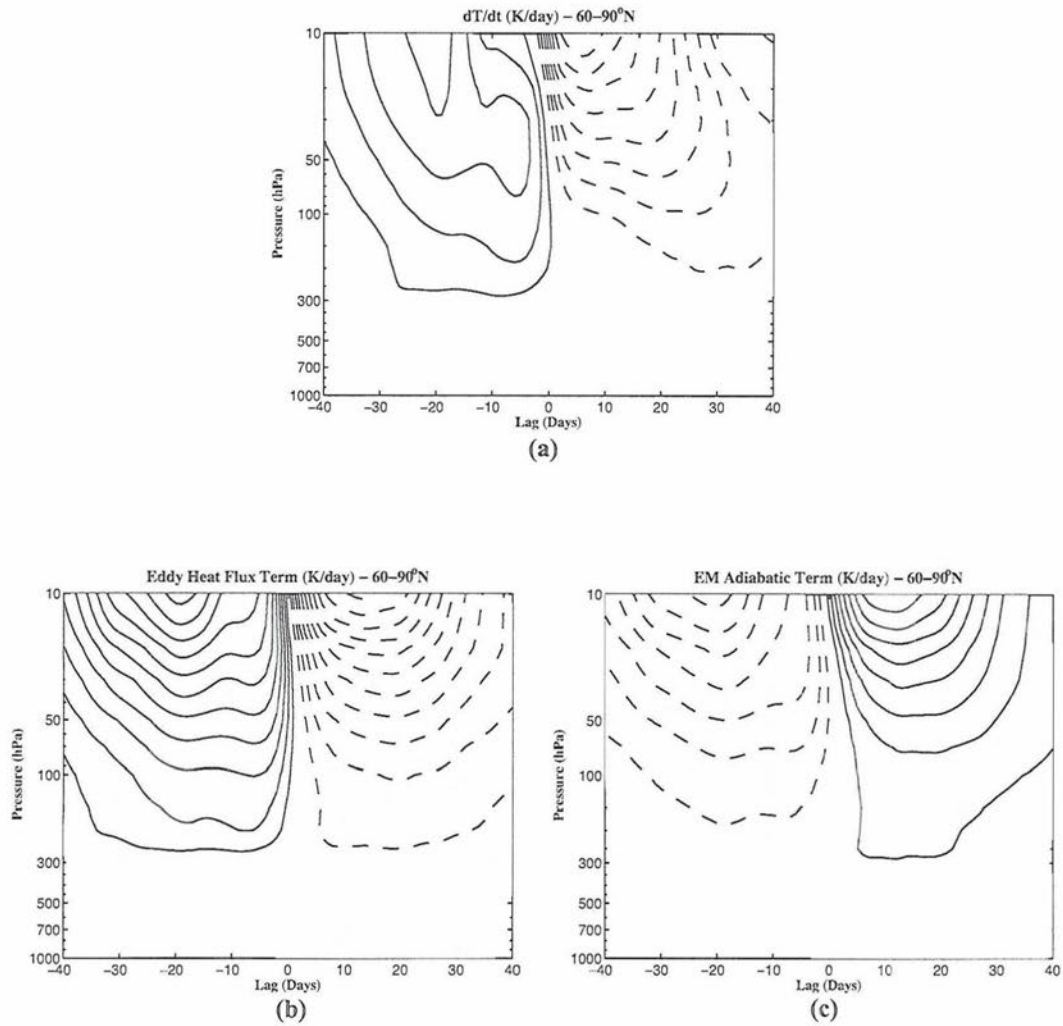 dT/dt (K/day) – 60–90°N
10
50
100
300
500
700
1000
Pressure (hPa)
–40 –30 –20 –10 0 10 20 30 40
Lag (Days)
(a)
Eddy Heat Flux Term (K/day) – 60–90°N
10
50
100
300
500
700
1000
Pressure (hPa)
–40 –30 –20 –10 0 10 20 30 40
Lag (Days)
(b)
EM Adiabatic Term (K/day) – 60–90°N
10
50
100
300
500
700
1000
Pressure (hPa)
–40 –30 –20 –10 0 10 20 30 40
Lag (Days)
(c)